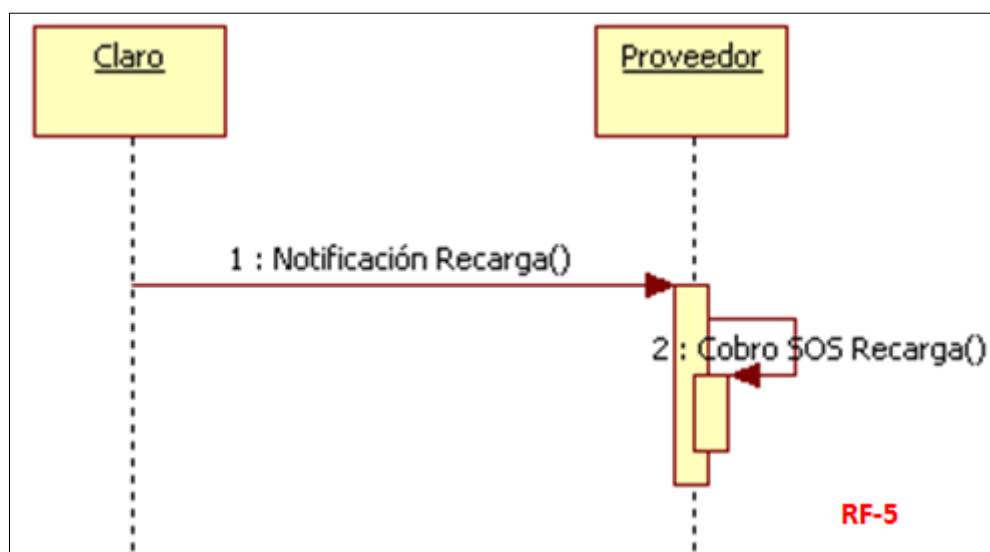 Claro
Proveedor
1 : Notificación Recarga()
2 : Cobro SOS Recarga()
RF-5